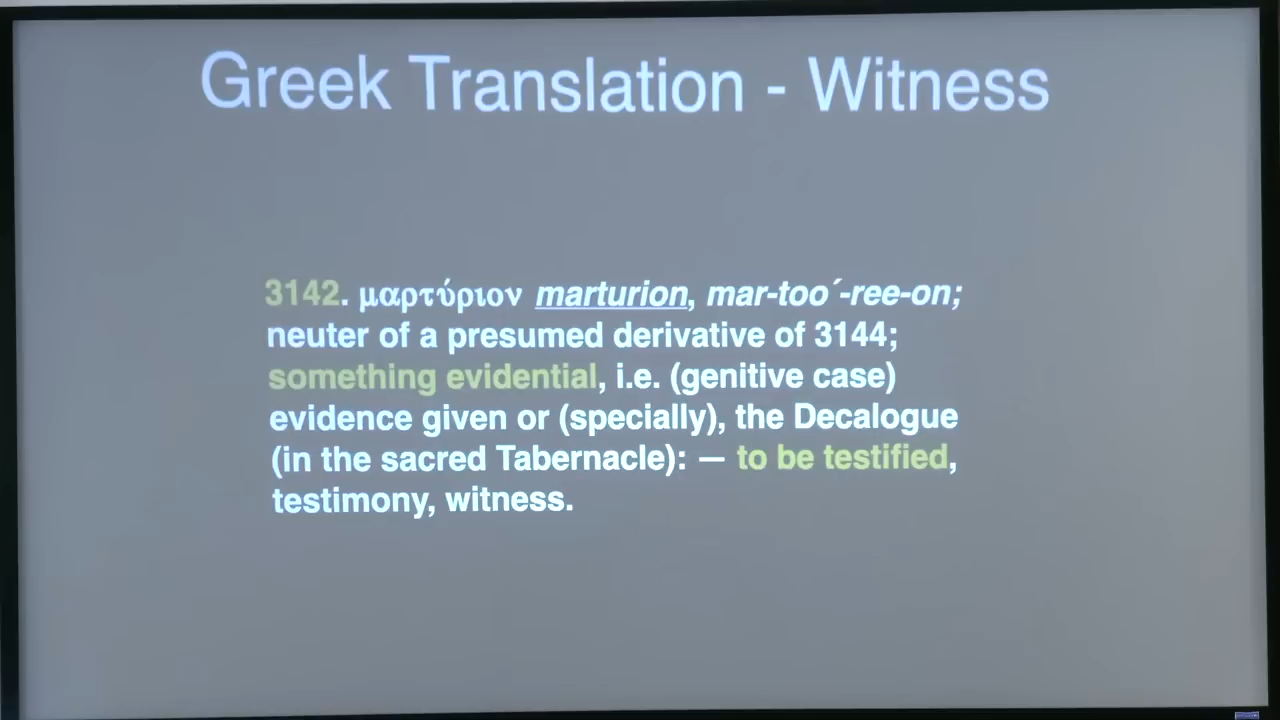 Greek Translation - Witness
3142. μαρτύριον marturion, mar-too´-ree-on;
neuter of a presumed derivative of 3144;
something evidential, i.e. (genitive case)
evidence given or (specially), the Decalogue
(in the sacred Tabernacle): — to be testified,
testimony, witness.